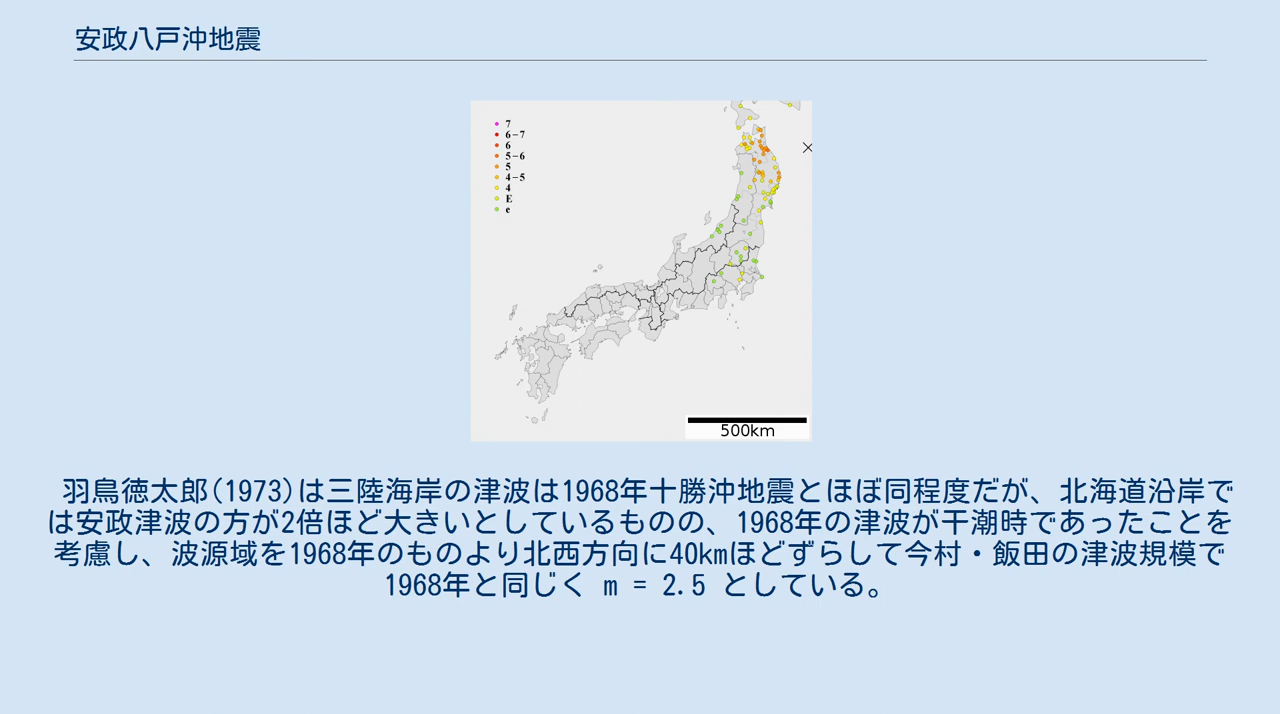 安政八戸沖地震
7
6-7
6
5-6
5
4-5
4
E
e
500km
羽鳥徳太郎(1973)は三陸海岸の津波は1968年十勝沖地震とほぼ同程度だが、北海道沿岸で
は安政津波の方が2倍ほど大きいとしているものの、1968年の津波が干潮時であったことを
考慮し、波源域を1968年のものより北西方向に40kmほどずらして今村・飯田の津波規模で
1968年と同じく m = 2.5 としている。